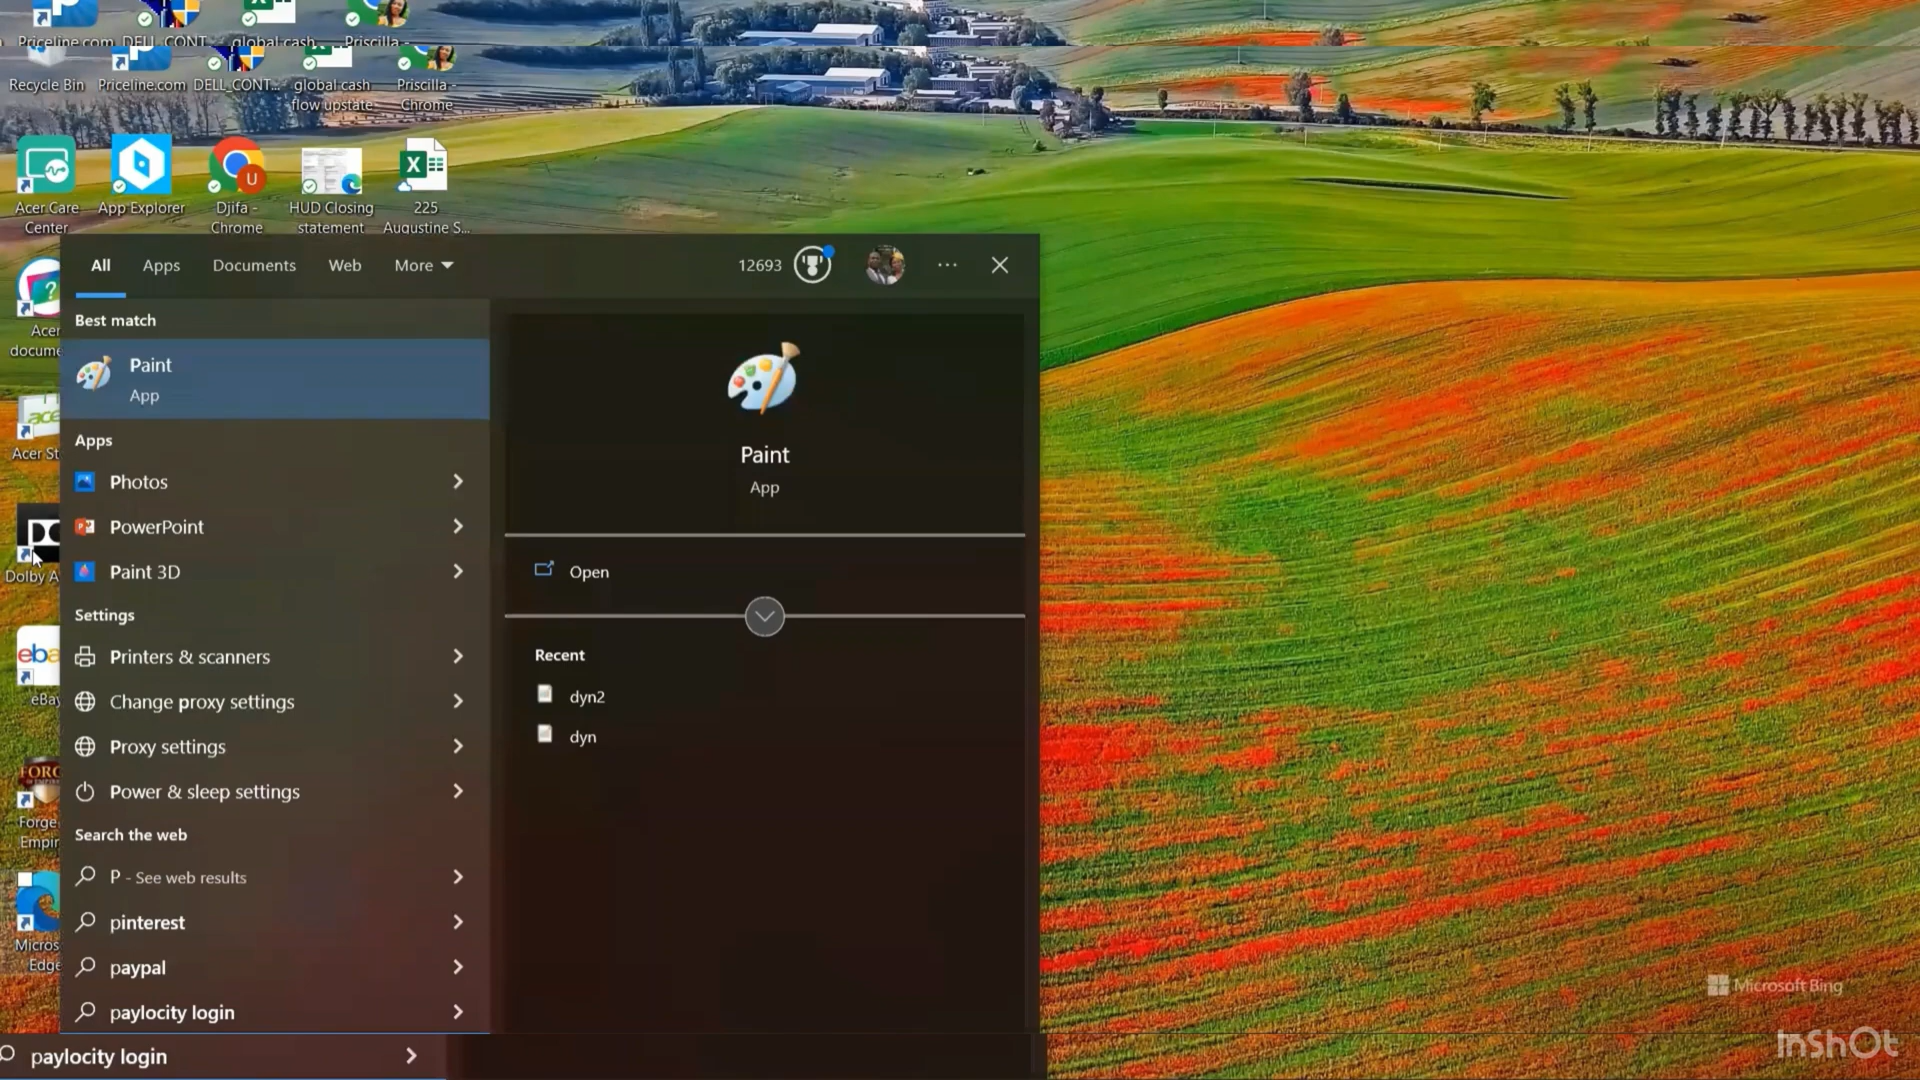 Priceline.com DELL_CONT... global cash Priscilla -
Recycle Bin Priceline.com DELL_CONT... global cash Priscilla -
flow upstate Chrome
U
X
Acer Care App Explorer Djifa - HUD Closing 225
Center Chrome statement Augustine S...
All Apps Documents Web More 12693
Best match
Paint
App
Apps
Photos
PowerPoint
Paint 3D
Settings
Printers & scanners
Change proxy settings
Proxy settings
Power & sleep settings
Search the web
P - See web results
pinterest
paypal
paylocity login
paylocity login
Paint
App
Open
Recent
dyn2
dyn
?
Acer
docume
acer
Acer St
Dolby A
eba
eBay
FORG
Forge
Empir
Micros
Edge
Microsoft Bing
InShOt